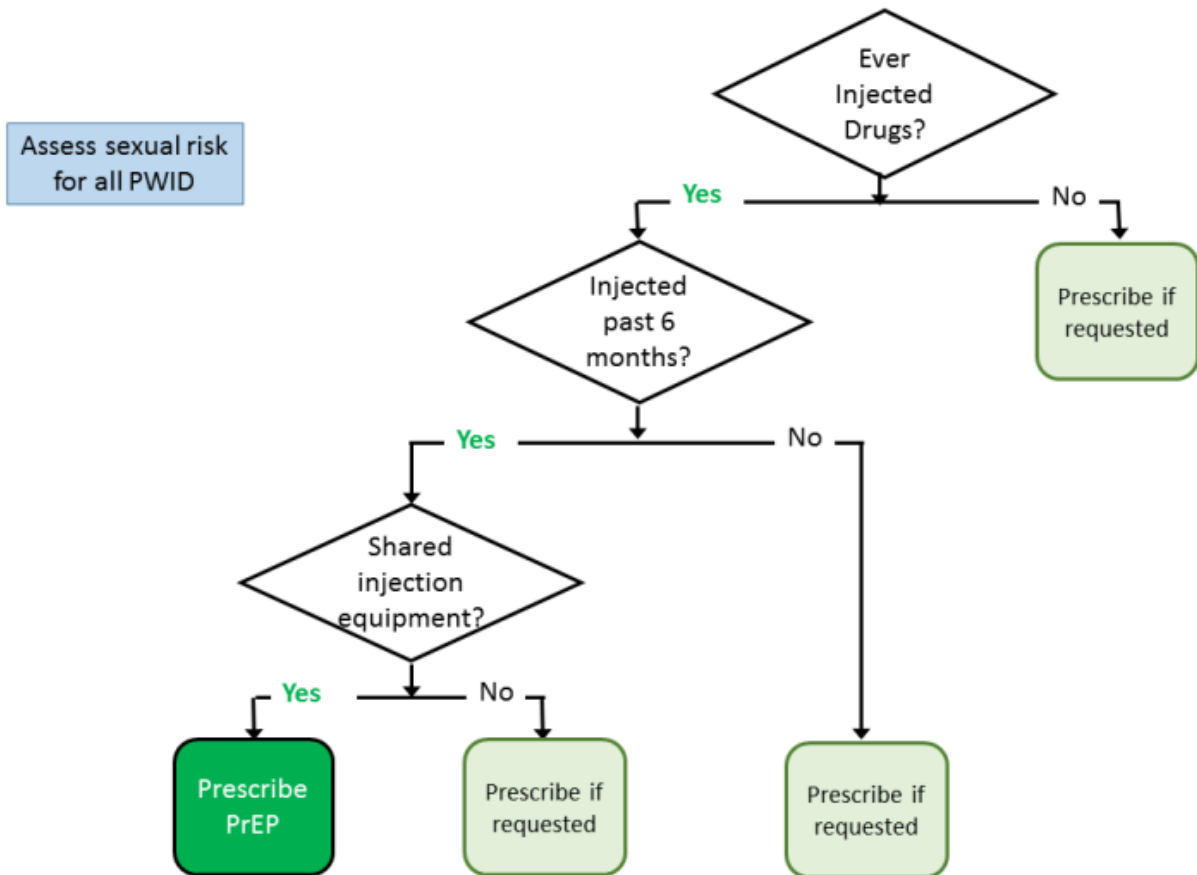 Ever
Injected
Drugs?
Assess sexual risk
for all PWID
Yes
No
Injected
past 6
months?
Prescribe if
requested
Yes
No
Shared
injection
equipment?
Yes
No
Prescribe
PrEP
Prescribe if
requested
Prescribe if
requested